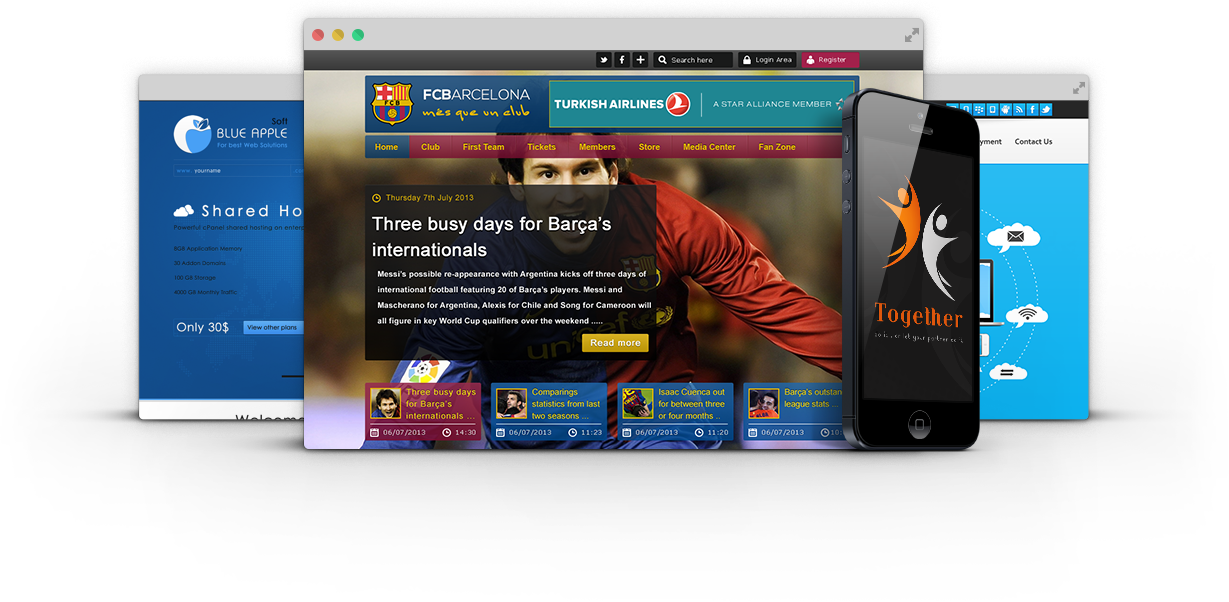 Search here
Login Area
Register
FCBARCELONA
més que un club
TURKISH AIRLINES
A STAR ALLIANCE MEMBER
Home
Club
First Team
Tickets
Members
Store
Media Center
Fan Zone
Thursday 7th July 2013
Three busy days for Barça's
internationals
Messi's possible re-appearance with Argentina kicks off three days of
international football featuring 20 of Barça's players. Messi and
Mascherano for Argentina, Alexis for Chile and Song for Cameroon will
all figure in key World Cup qualifiers over the weekend .....
Read more
Three busy days
for Barça's
internationals ...
06/07/2013
14:30
Comparings
statistics from last
two seasons ...
06/07/2013
11:23
Isaac Cuenca out
for between three
or four months ..
06/07/2013
11:20
Barça's outstan
league stats ...
06/07/2013
10:
Soft
BLUE APPLE
For best Web Solutions
www.
yourname
Shared Ho
Powerful cPanel shared hosting on enterp
8GB Application Memory
30 Addon Domains
100 GB Storage
4000 GB Monthly Traffic
Only 30$
View other plans
Welcome
yment
Contact Us
Together